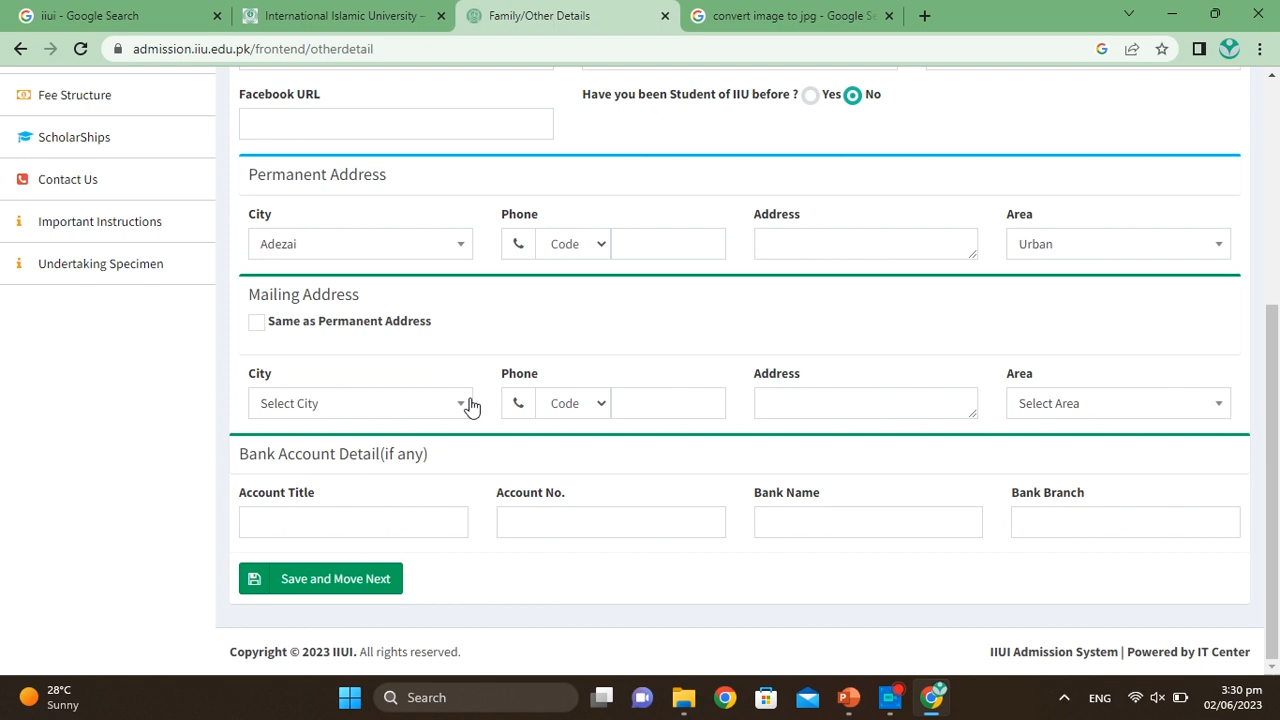 iiui - Google Search
International Islamic University –
Family/Other Details
convert image to jpg - Google Se
admission.iiu.edu.pk/frontend/otherdetail
Fee Structure
ScholarShips
Contact Us
Important Instructions
Undertaking Specimen
Facebook URL
Have you been Student of IIU before ? Yes No
Permanent Address
City Phone Address Area
Adezai Code Urban
Mailing Address
Same as Permanent Address
City Phone Address Area
Select City Code Select Area
Bank Account Detail(if any)
Account Title Account No. Bank Name Bank Branch
Save and Move Next
Copyright © 2023 IIUI. All rights reserved. IIUI Admission System | Powered by IT Center
28°C
Sunny
Search
ENG
3:30 pm
02/06/2023